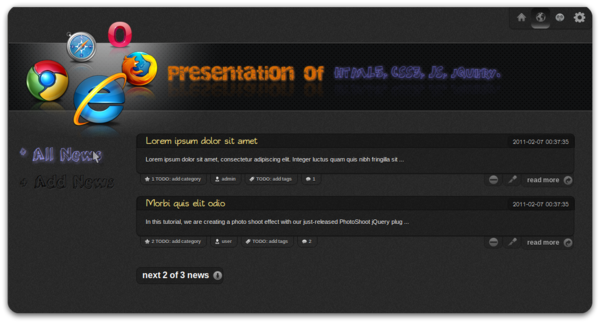 Presentation of HTML5, CSS3, JS, jQuery.
* All News
Add News
Lorem ipsum dolor sit amet
2011-02-07 00:37:35
Lorem ipsum dolor sit amet, consectetur adipiscing elit. Integer luctus quam quis nibh fringilla sit ...
1 TODO: add category admin TODO: add tags 3
read more
Morbi quis elit odio
2011-02-07 00:37:35
In this tutorial, we are creating a photo shoot effect with our just-released PhotoShoot jQuery plug ...
2 TODO: add category user TODO: add tags 2
read more
next 2 of 3 news